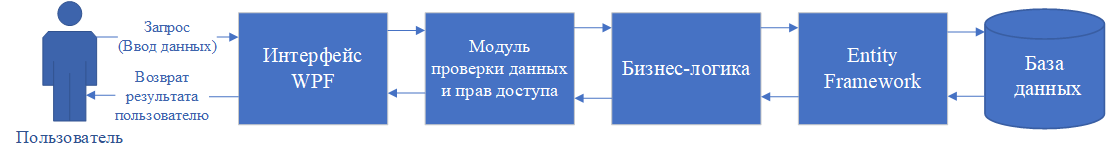 Запрос
(Ввод данных)
Возврат
результата
пользователю
Пользователь
Интерфейс
WPF
Модуль
проверки данных
и прав доступа
Бизнес-логика
Entity
Framework
База
данных